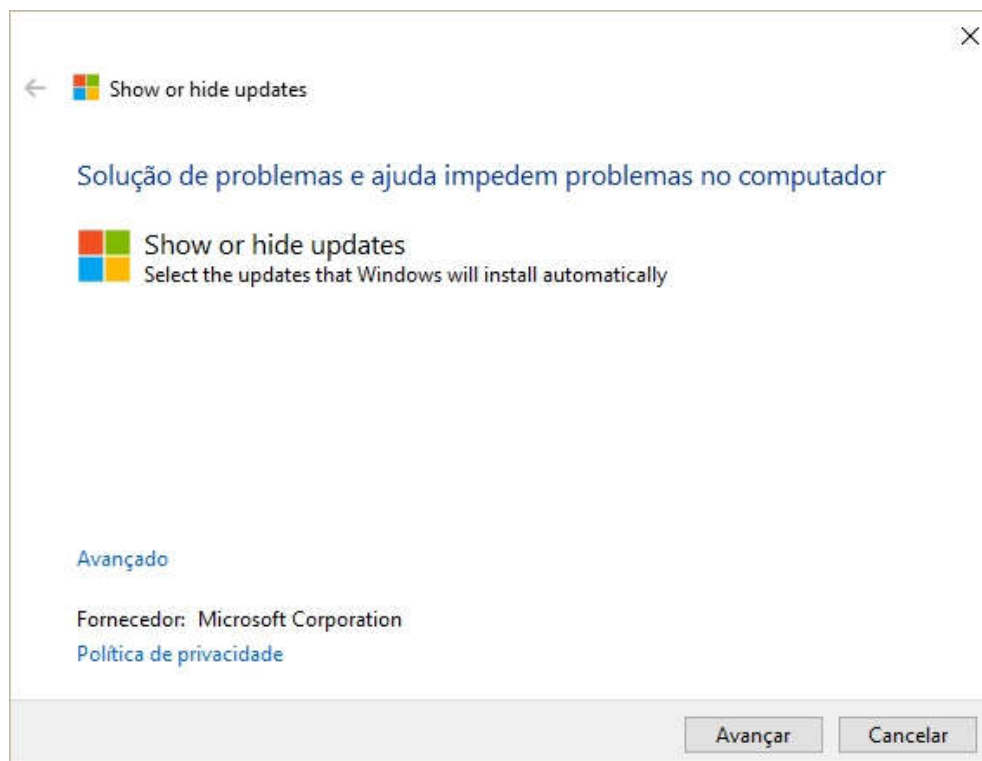 Show or hide updates
Solução de problemas e ajuda impedem problemas no computador
Show or hide updates
Select the updates that Windows will install automatically
Avançado
Fornecedor: Microsoft Corporation
Política de privacidade
Avançar Cancelar